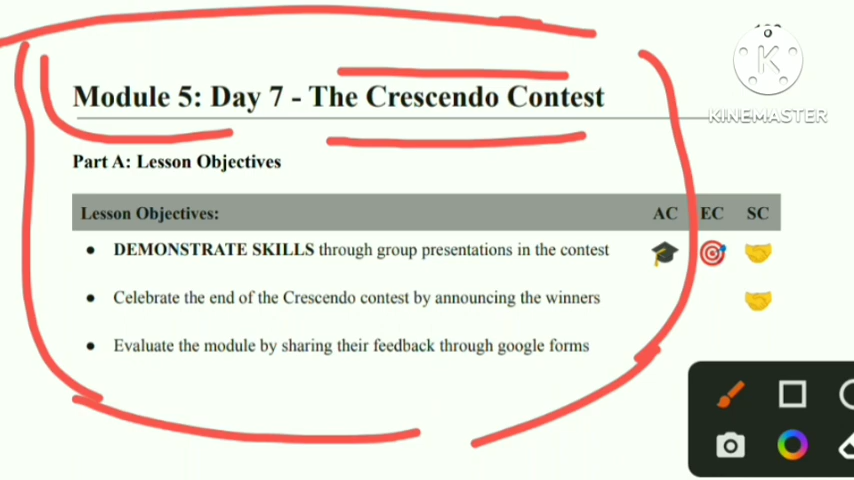 Module 5: Day 7 - The Crescendo Contest
KINEMASTER
Part A: Lesson Objectives
Lesson Objectives: AC EC SC
● DEMONSTRATE SKILLS through group presentations in the contest
● Celebrate the end of the Crescendo contest by announcing the winners
● Evaluate the module by sharing their feedback through google forms